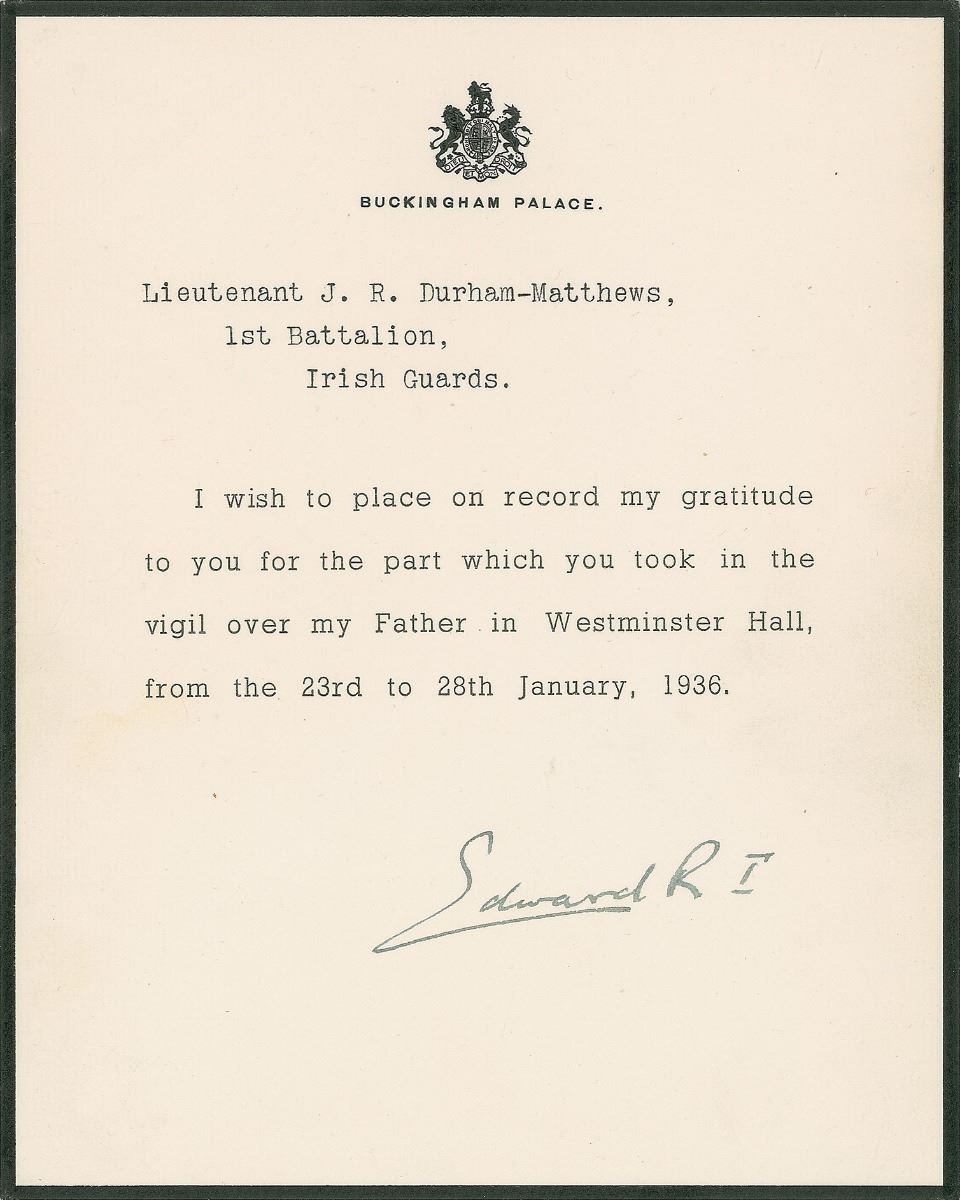 BUCKINGHAM PALACE.
Lieutenant J. R. Durham-Matthews,
1st Battalion,
Irish Guards.
I wish to place on record my gratitude
to you for the part which you took in the
vigil over my Father in Westminster Hall,
from the 23rd to 28th January, 1936.
Edward R I